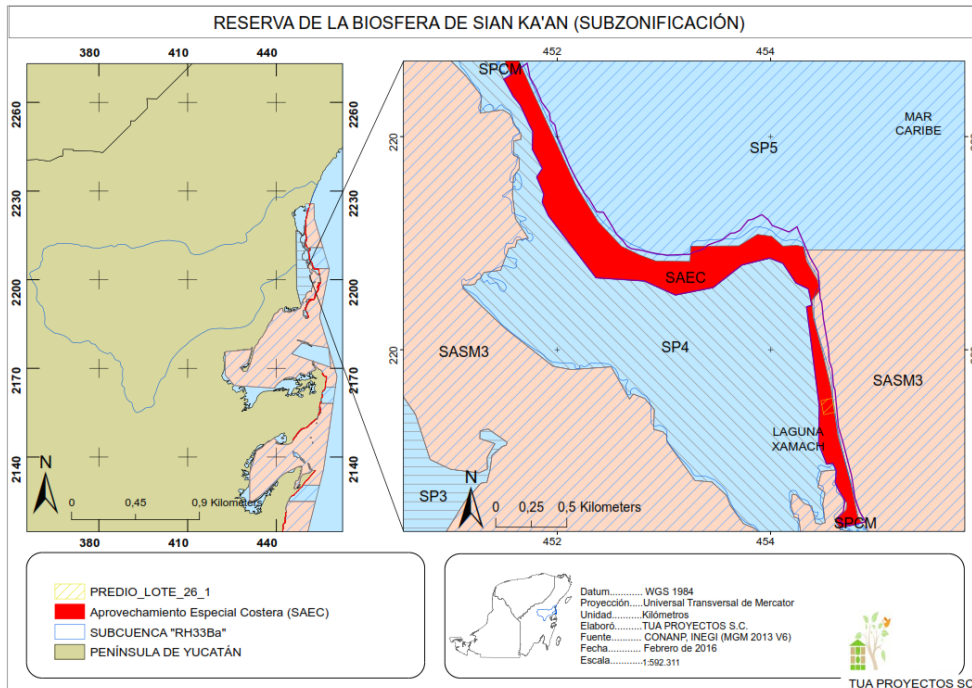 RESERVA DE LA BIOSFERA DE SIAN KA'AN (SUBZONIFICACIÓN)
380 410 440
2260 2260
2230 2230
2200 2200
2170 2170
2140 2140
N
0 0,45 0,9 Kilometers
380 410 440
452 454
SPCM
MAR
CARIBE
220
SP5
SAEC
SP4
SASM3
220
SASM3
LAGUNA
XAMACH
SP3
N
0 0,25 0,5 Kilometers
SPCM
452 454
PREDIO_LOTE_26_1
Aprovechamiento Especial Costera (SAEC)
SUBCUENCA "RH33Ba"
PENÍNSULA DE YUCATÁN
Datum........... WGS 1984
Proyección.....Universal Transversal de Mercator
Unidad..........Kilómetros
Elaboró..........TUA PROYECTOS S.C.
Fuente........... CONANP, INEGI (MGM 2013 V6)
Fecha........... Febrero de 2016
Escala...........1:592.311
TUA PROYECTOS SC